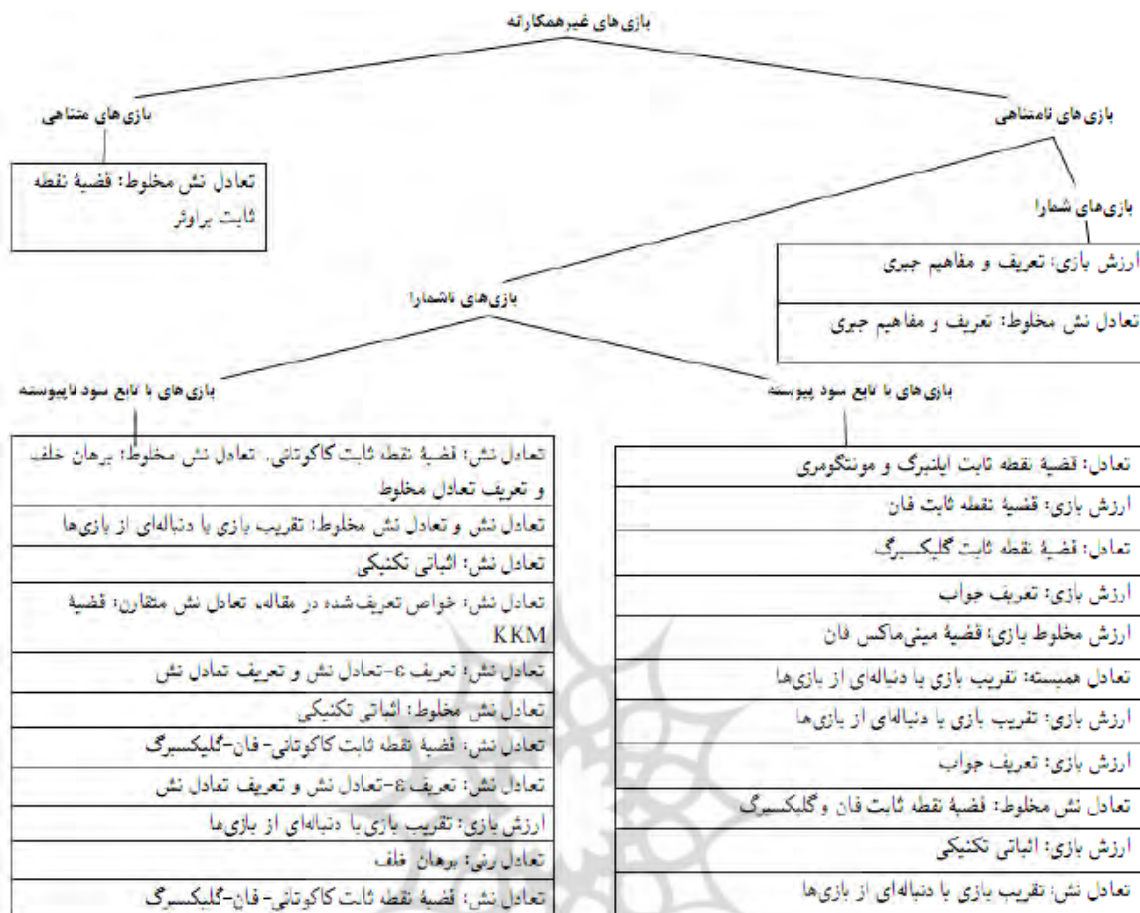 بازی‌های غیرهمکارانه
بازی‌های نامتناهی
بازی‌های متناهی
تعادل نش مخلوط: قضیهٔ نقطه
ثابت براوئر
بازی‌های شمارا
ارزش بازی: تعریف و مفاهیم جبری
تعادل نش مخلوط: تعریف و مفاهیم جبری
بازی‌های ناشمارا
بازی‌های با تابع سود پیوسته
بازی‌های با تابع سود ناپیوسته
تعادل: قضیهٔ نقطه ثابت ایلنبرگ و مونتگومری
ارزش بازی: قضیهٔ نقطه ثابت فان
تعادل: قضیهٔ نقطه ثابت گلیکسبرگ
ارزش بازی: تعریف جواب
ارزش مخلوط بازی: قضیهٔ مینی‌ماکس فان
تعادل همبسته: تقریب بازی با دنباله‌ای از بازی‌ها
ارزش بازی: تقریب بازی با دنباله‌ای از بازی‌ها
ارزش بازی: تعریف جواب
تعادل نش مخلوط: قضیهٔ نقطه ثابت فان و گلیکسبرگ
ارزش بازی: اثباتی تکنیکی
تعادل نش: تقریب بازی با دنباله‌ای از بازی‌ها
تعادل نش: قضیهٔ نقطه ثابت کاکوتانی. تعادل نش مخلوط: برهان خلف
و تعریف تعادل مخلوط
تعادل نش و تعادل نش مخلوط: تقریب بازی با دنباله‌ای از بازی‌ها
تعادل نش: اثباتی تکنیکی
تعادل نش: خواص تعریف‌شده در مقاله، تعادل نش متقارن: قضیهٔ
KKM
تعادل نش: تعریف ε-تعادل نش و تعریف تعادل نش
تعادل نش مخلوط: اثباتی تکنیکی
تعادل نش: قضیهٔ نقطه ثابت کاکوتانی-فان-گلیکسبرگ
تعادل نش: تعریف ε-تعادل نش و تعریف تعادل نش
ارزش بازی: تقریب بازی با دنباله‌ای از بازی‌ها
تعادل رنی: برهان خلف
تعادل نش: قضیهٔ نقطه ثابت کاکوتانی-فان-گلیکسبرگ